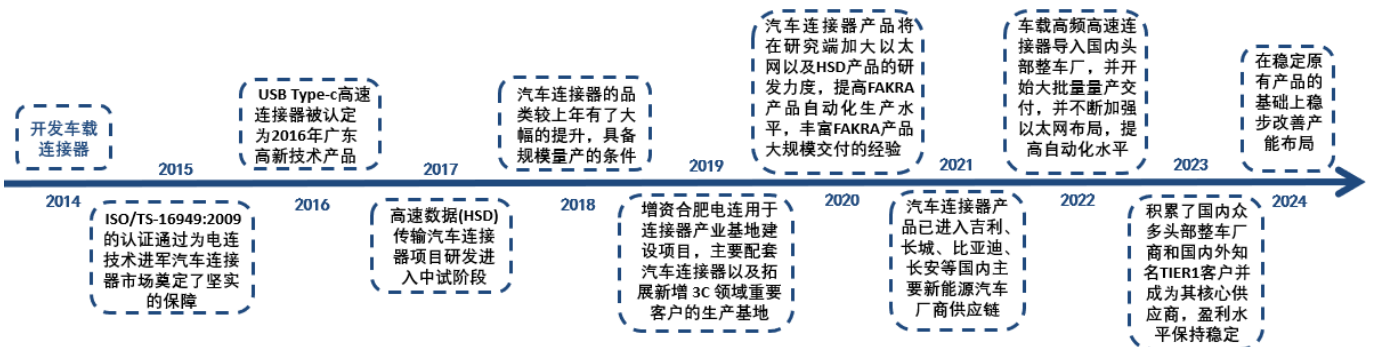 开发车载
连接器
2014
2015
ISO/TS-16949:2009
的认证通过为电连
技术进军汽车连接
器市场奠定了坚实
的保障
USB Type-c高速
连接器被认定
为2016年广东
高新技术产品
2016
2017
高速数据(HSD)
传输汽车连接
器项目研发进
入中试阶段
汽车连接器的品
类较上年有了大
幅的提升，具备
规模量产的条件
2018
2019
增资合肥电连用于
连接器产业基地建
设项目，主要配套
汽车连接器以及拓
展新增 3C 领域重要
客户的生产基地
汽车连接器产品将
在研究端加大以太
网以及HSD产品的研
发力度，提高FAKRA
产品自动化生产水
平，丰富FAKRA产品
大规模交付的经验
2020
2021
汽车连接器产
品已进入吉利、
长城、比亚迪、
长安等国内主
要新能源汽车
厂商供应链
车载高频高速连
接器导入国内头
部整车厂，并开
始大批量量产交
付，并不断加强
以太网布局，提
高自动化水平
2022
2023
积累了国内众
多头部整车厂
商和国内外知
名TIER1客户并
成为其核心供
应商，盈利水
平保持稳定
在稳定原
有产品的
基础上稳
步改善产
能布局
2024